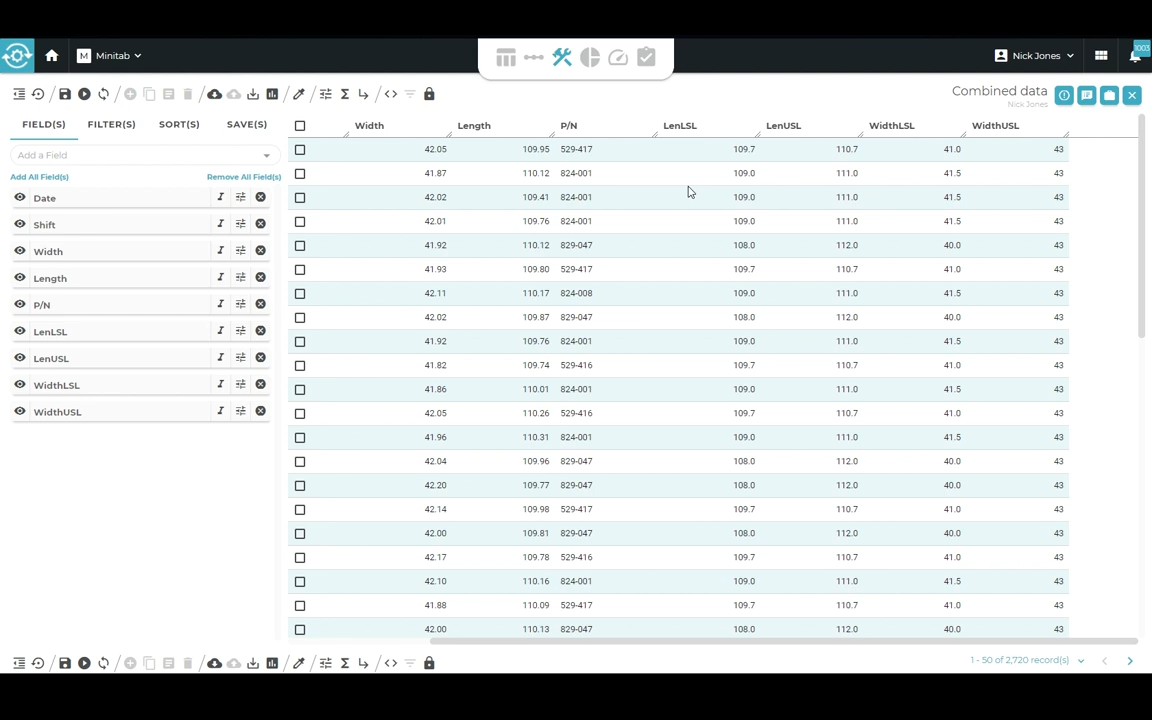 M Minitab
Nick Jones
1003
Combined data
Nick Jones
FIELD(S) FILTER(S) SORT(S) SAVE(S)
Add a Field
Add All Field(s) Remove All Field(s)
Date
Shift
Width
Length
P/N
LenLSL
LenUSL
WidthLSL
WidthUSL
Width Length P/N LenLSL LenUSL WidthLSL WidthUSL
42.05 109.95 529-417 109.7 110.7 41.0 43
41.87 110.12 824-001 109.0 111.0 41.5 43
42.02 109.41 824-001 109.0 111.0 41.5 43
42.01 109.76 824-001 109.0 111.0 41.5 43
41.92 110.12 829-047 108.0 112.0 40.0 43
41.93 109.80 529-417 109.7 110.7 41.0 43
42.11 110.17 824-008 109.0 111.0 41.5 43
42.02 109.87 829-047 108.0 112.0 40.0 43
41.92 109.76 824-001 109.0 111.0 41.5 43
41.82 109.74 529-416 109.7 110.7 41.0 43
41.86 110.01 824-001 109.0 111.0 41.5 43
42.05 110.26 529-416 109.7 110.7 41.0 43
41.96 110.31 824-001 109.0 111.0 41.5 43
42.04 109.96 829-047 108.0 112.0 40.0 43
42.20 109.77 829-047 108.0 112.0 40.0 43
42.14 109.98 529-417 109.7 110.7 41.0 43
42.00 109.81 829-047 108.0 112.0 40.0 43
42.17 109.78 529-416 109.7 110.7 41.0 43
42.10 110.16 824-001 109.0 111.0 41.5 43
41.88 110.09 529-417 109.7 110.7 41.0 43
42.00 110.13 829-047 108.0 112.0 40.0 43
1 - 50 of 2,720 record(s)